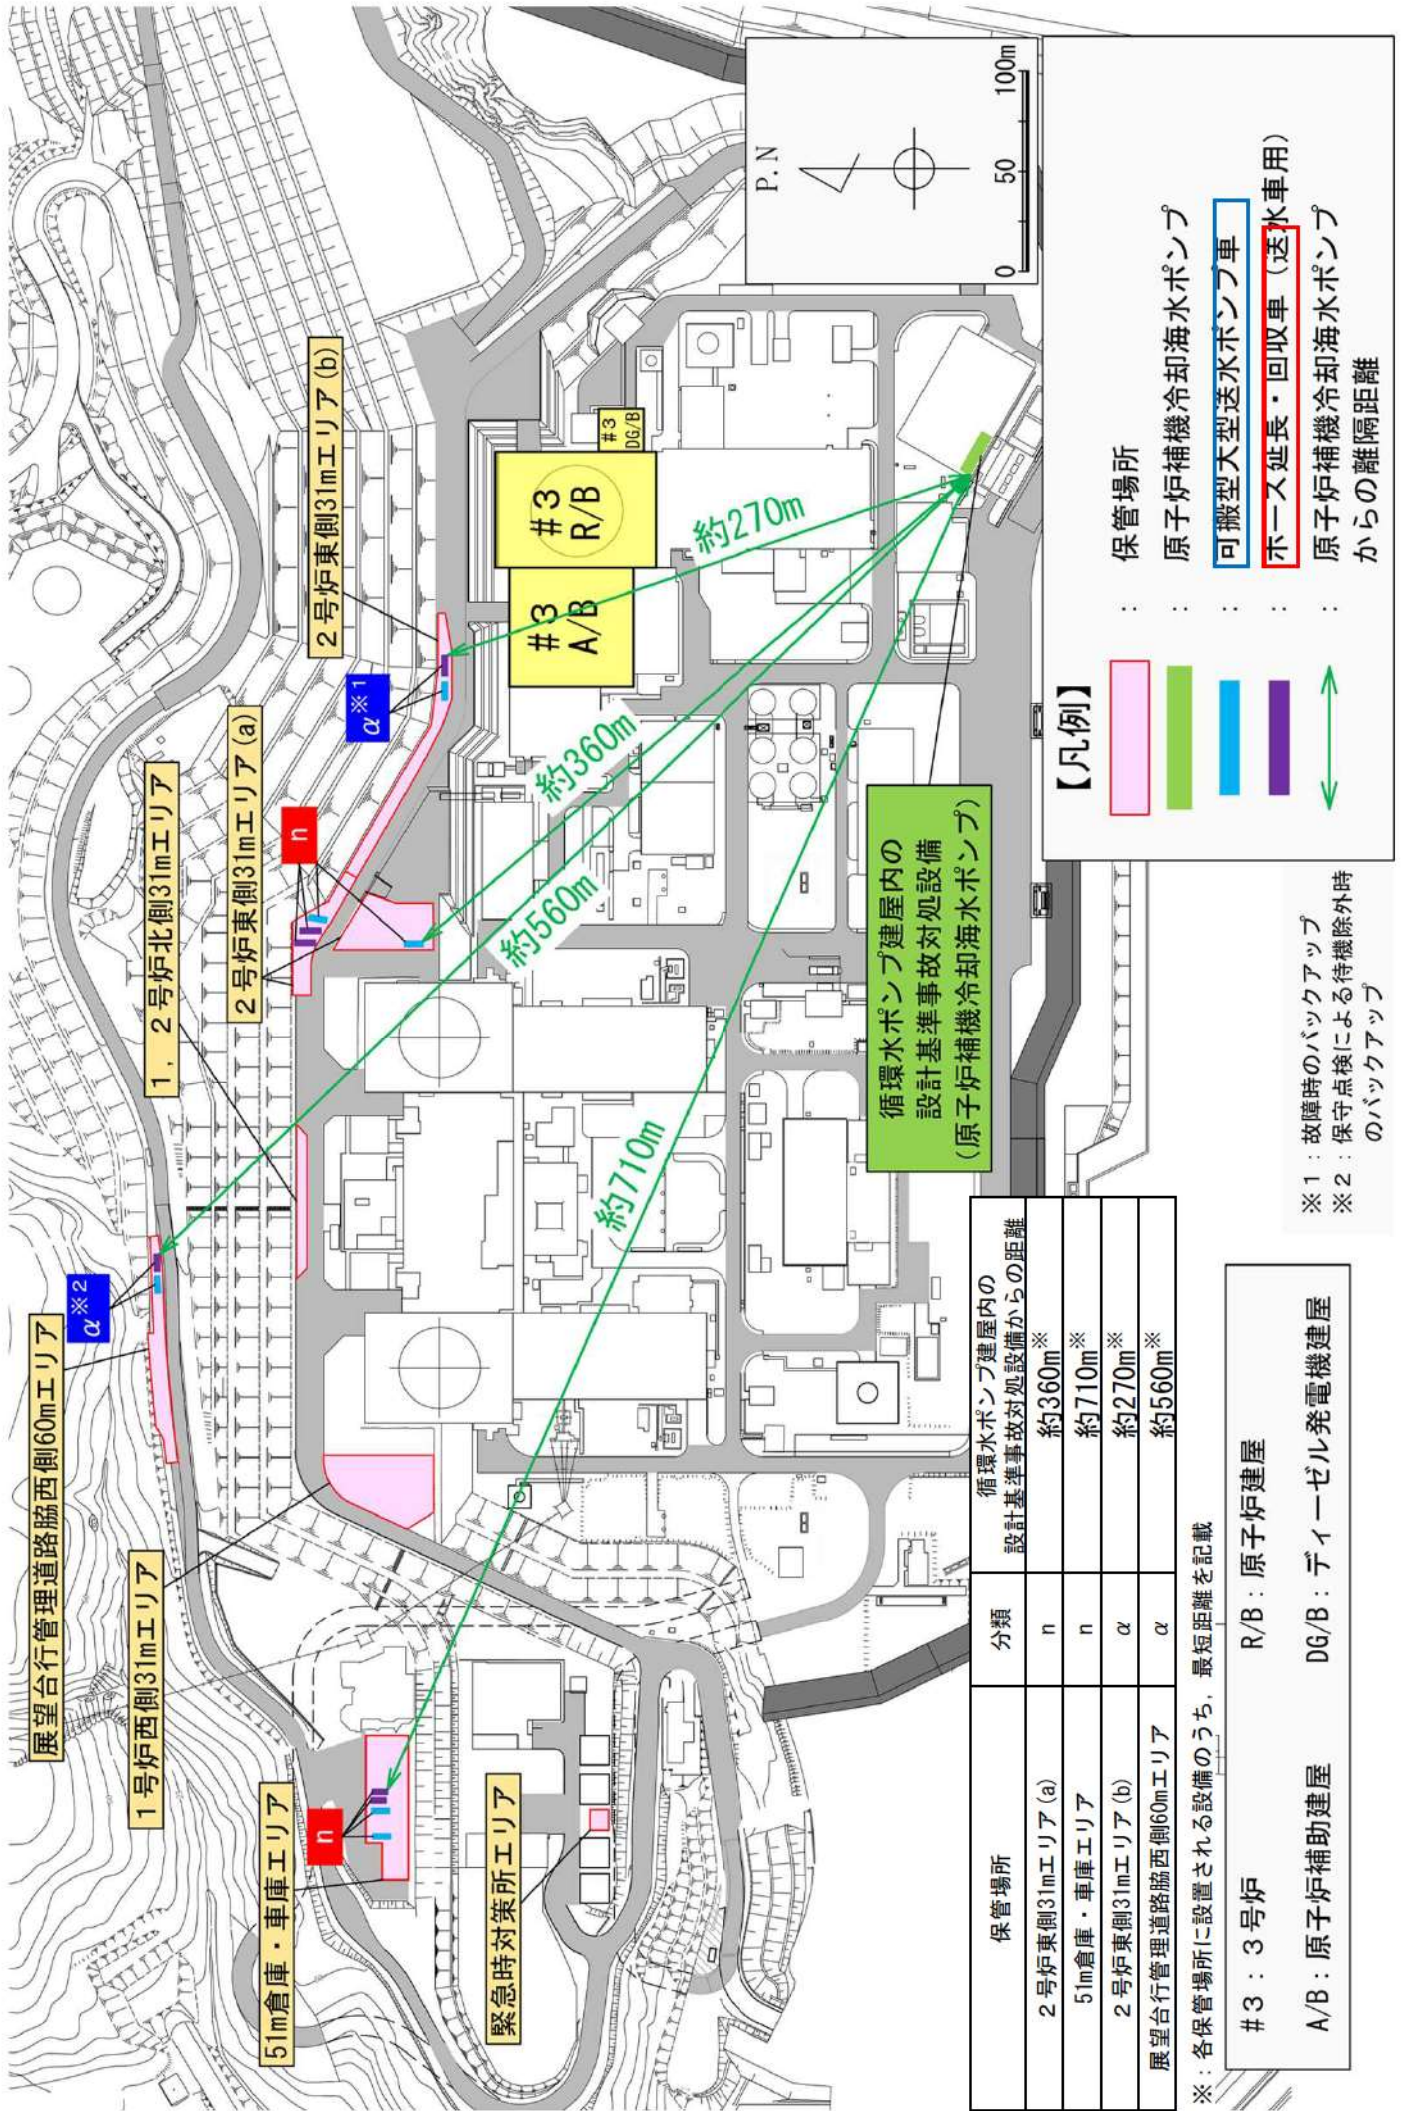 展望台行管理道路脇西側60mエリア
α※2
1号炉西側31mエリア
51m倉庫・車庫エリア
n
緊急時対策所エリア
1,2号炉北側31mエリア
2号炉東側31mエリア(a)
n
2号炉東側31mエリア(b)
α※1
#3
R/B
#3
A/B
#3
DG/B
約270m
約360m
約560m
約710m
循環水ポンプ建屋内の
設計基準事故対処設備
(原子炉補機冷却海水ポンプ)
P.N
0 50 100m
【凡例】
: 保管場所
: 原子炉補機冷却海水ポンプ
: 可搬型大型送水ポンプ車
: ホース延長・回収車(送水車用)
: 原子炉補機冷却海水ポンプ
からの離隔距離
※1:故障時のバックアップ
※2:保守点検による待機除外時
のバックアップ
保管場所 分類 循環水ポンプ建屋内の
設計基準事故対処設備からの距離
2号炉東側31mエリア(a) n 約360m※
51m倉庫・車庫エリア n 約710m※
2号炉東側31mエリア(b) α 約270m※
展望台行管理道路脇西側60mエリア α 約560m※
※:各保管場所に設置される設備のうち,最短距離を記載
#3:3号炉 R/B:原子炉建屋
A/B:原子炉補助建屋 DG/B:ディーゼル発電機建屋